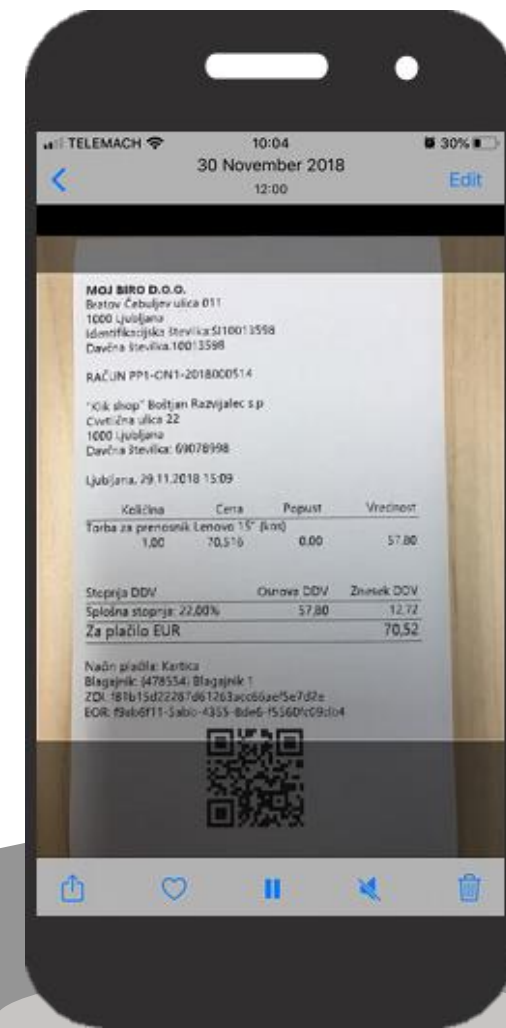 TELEMACH 10:04 30%
30 November 2018
12:00
Edit
MOJ BIRO D.O.O.
Bratov Čebuljev ulica 011
1000 Ljubljana
Identifikacijska številka:SI10013598
Davčna številka:10013598
RAČUN PP1-ON1-2018000514
"Klik shop" Boštjan Razvijalec s.p
Cvetlična ulica 22
1000 Ljubljana
Davčna številka: 69078998
Ljubljana, 29.11.2018 15:09
Količina Cena Popust Vrednost
Torba za prenosnik Lenovo 15" (kos)
1,00 70,516 0,00 57,80
Stopnja DDV Osnova DDV Znesek DDV
Splošna stopnja: 22,00% 57,80 12,72
Za plačilo EUR 70,52
Način plačila: Kartica
Blagajnik: (478554) Blagajnik 1
ZOI:
EOR: